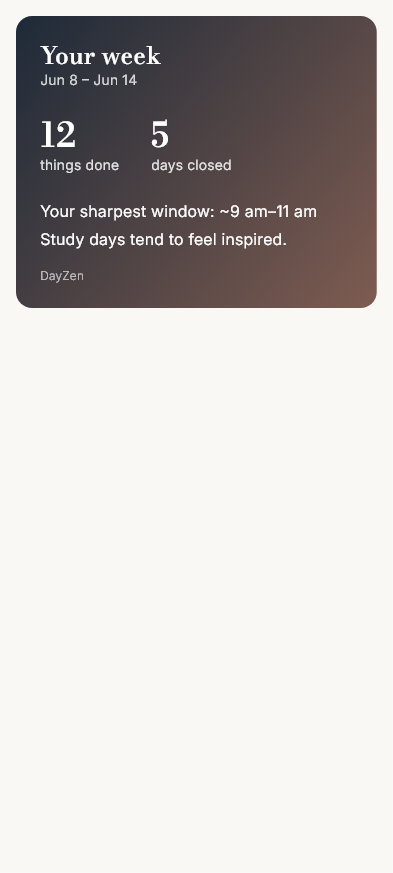 Your week
Jun 8 – Jun 14
12 5
things done days closed
Your sharpest window: ~9 am–11 am
Study days tend to feel inspired.
DayZen